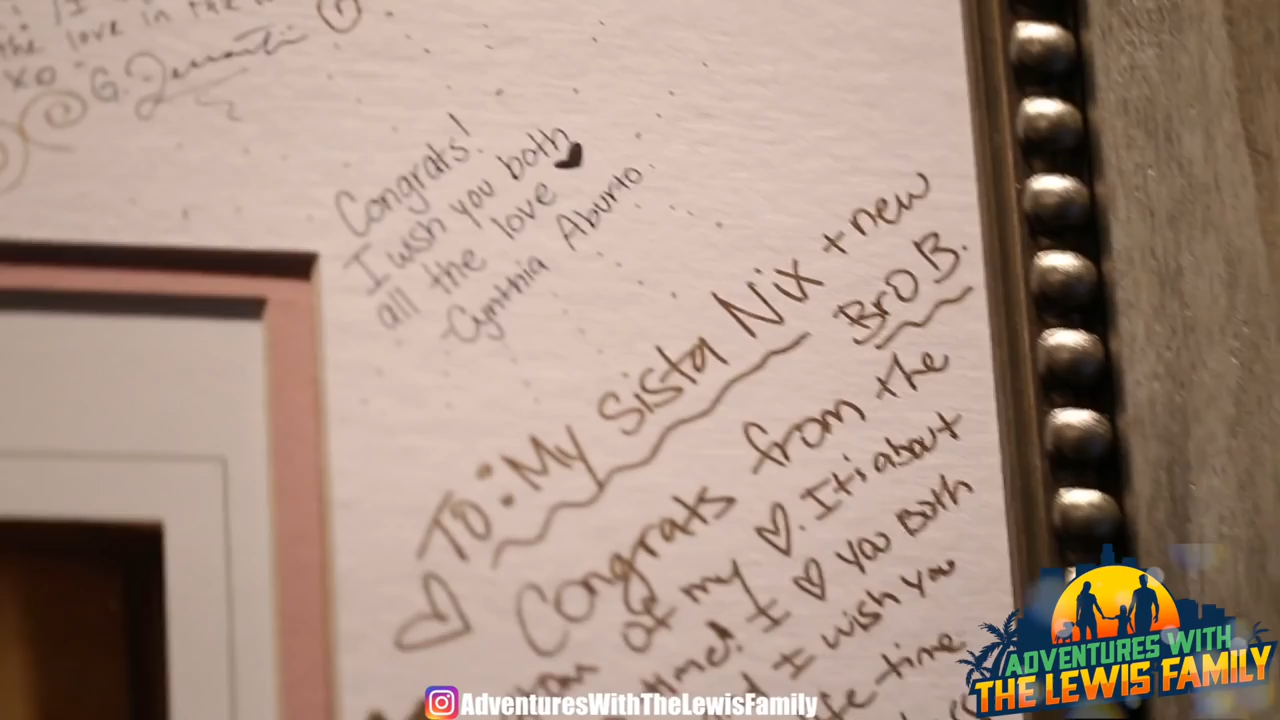 the love in the
XO
G.
Congrats!
I wish you both
all the love
-Cynthia Aburto.
To: My Sista Nix + new
Bro B.
Congrats from the
of my ♡. It's about
time! I ♡ you Both
I wish you
time
ADVENTURES WITH
THE LEWIS FAMILY
AdventuresWithTheLewisFamily